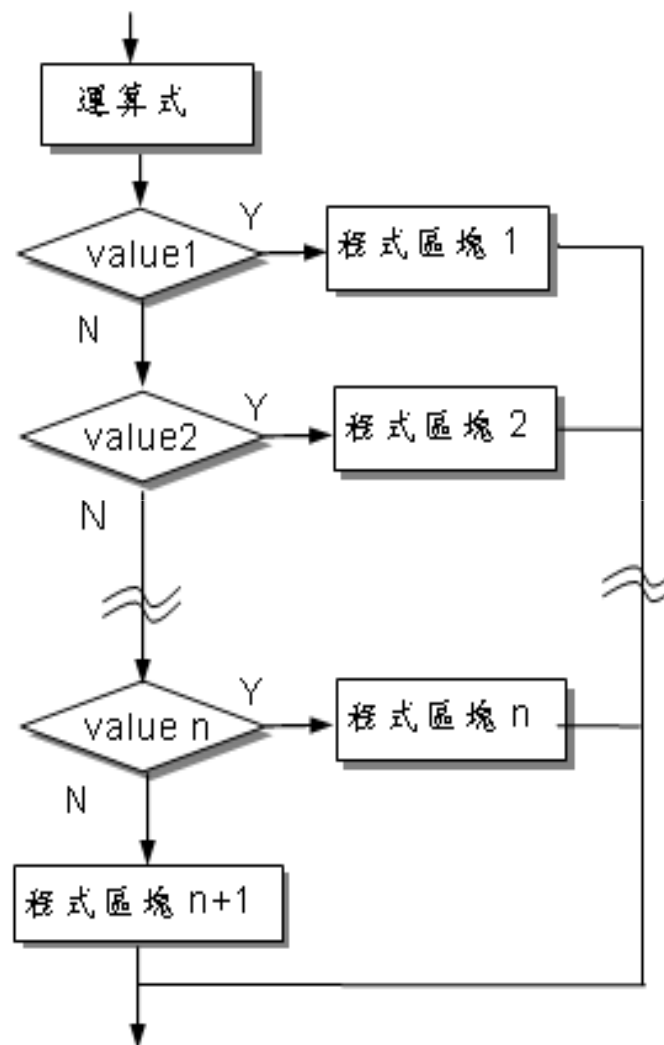 運算式
value1
Y
程式區塊 1
N
value2
Y
程式區塊 2
N
value n
Y
程式區塊 n
N
程式區塊 n+1